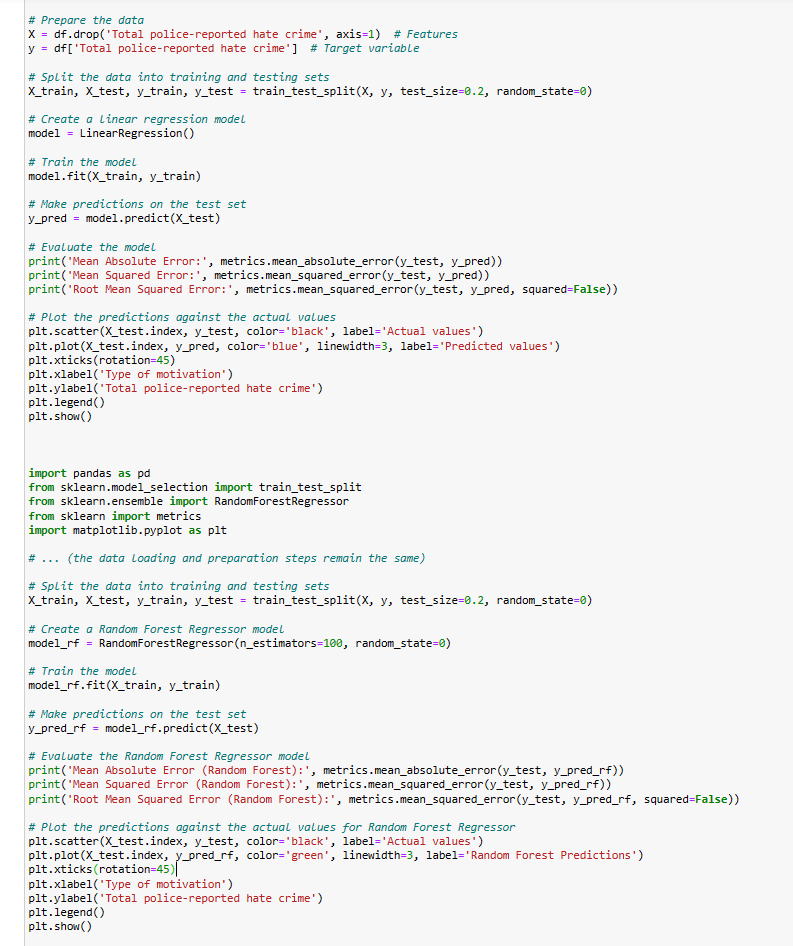 # Prepare the data
X = df.drop('Total police-reported hate crime', axis=1)  # Features
y = df['Total police-reported hate crime']  # Target variable
# Split the data into training and testing sets
X_train, X_test, y_train, y_test = train_test_split(X, y, test_size=0.2, random_state=0)
# Create a linear regression model
model = LinearRegression()
# Train the model
model.fit(X_train, y_train)
# Make predictions on the test set
y_pred = model.predict(X_test)
# Evaluate the model
print('Mean Absolute Error:', metrics.mean_absolute_error(y_test, y_pred))
print('Mean Squared Error:', metrics.mean_squared_error(y_test, y_pred))
print('Root Mean Squared Error:', metrics.mean_squared_error(y_test, y_pred, squared=False))
# Plot the predictions against the actual values
plt.scatter(X_test.index, y_test, color='black', label='Actual values')
plt.plot(X_test.index, y_pred, color='blue', linewidth=3, label='Predicted values')
plt.xticks(rotation=45)
plt.xlabel('Type of motivation')
plt.ylabel('Total police-reported hate crime')
plt.legend()
plt.show()
import pandas as pd
from sklearn.model_selection import train_test_split
from sklearn.ensemble import RandomForestRegressor
from sklearn import metrics
import matplotlib.pyplot as plt
# ... (the data loading and preparation steps remain the same)
# Split the data into training and testing sets
X_train, X_test, y_train, y_test = train_test_split(X, y, test_size=0.2, random_state=0)
# Create a Random Forest Regressor model
model_rf = RandomForestRegressor(n_estimators=100, random_state=0)
# Train the model
model_rf.fit(X_train, y_train)
# Make predictions on the test set
y_pred_rf = model_rf.predict(X_test)
# Evaluate the Random Forest Regressor model
print('Mean Absolute Error (Random Forest):', metrics.mean_absolute_error(y_test, y_pred_rf))
print('Mean Squared Error (Random Forest):', metrics.mean_squared_error(y_test, y_pred_rf))
print('Root Mean Squared Error (Random Forest):', metrics.mean_squared_error(y_test, y_pred_rf, squared=False))
# Plot the predictions against the actual values for Random Forest Regressor
plt.scatter(X_test.index, y_test, color='black', label='Actual values')
plt.plot(X_test.index, y_pred_rf, color='green', linewidth=3, label='Random Forest Predictions')
plt.xticks(rotation=45)
plt.xlabel('Type of motivation')
plt.ylabel('Total police-reported hate crime')
plt.legend()
plt.show()